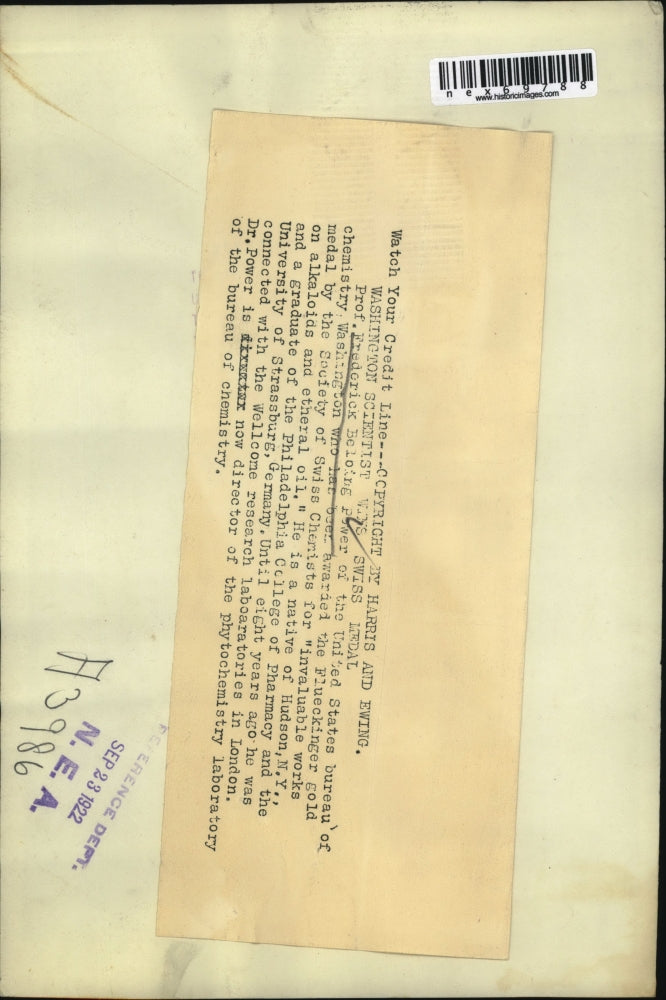 nex69788
www.historicimages.com
Watch Your Credit Line---COPYRIGHT BY HARRIS AND EWING.
WASHINGTON SCIENTIST WINS SWISS MEDAL
Prof. Frederick Belding Power of the United States bureau of
chemistry, Washington who has been awarded the Flueckinger gold
medal by the Society of Swiss Chemists for "invaluable works
on alkaloids and etheral oil." He is a native of Hudson, N.Y.,
and a graduate of the Philadelphia College of Pharmacy and the
University of Strassburg, Germany. Until eight years ago he was
connected with the Wellcome research laboaratories in London.
Dr. Power is now director of the phytochemistry laboratory
of the bureau of chemistry.
H3986
REFERENCE DEPT.
SEP 23 1922
N. E. A.